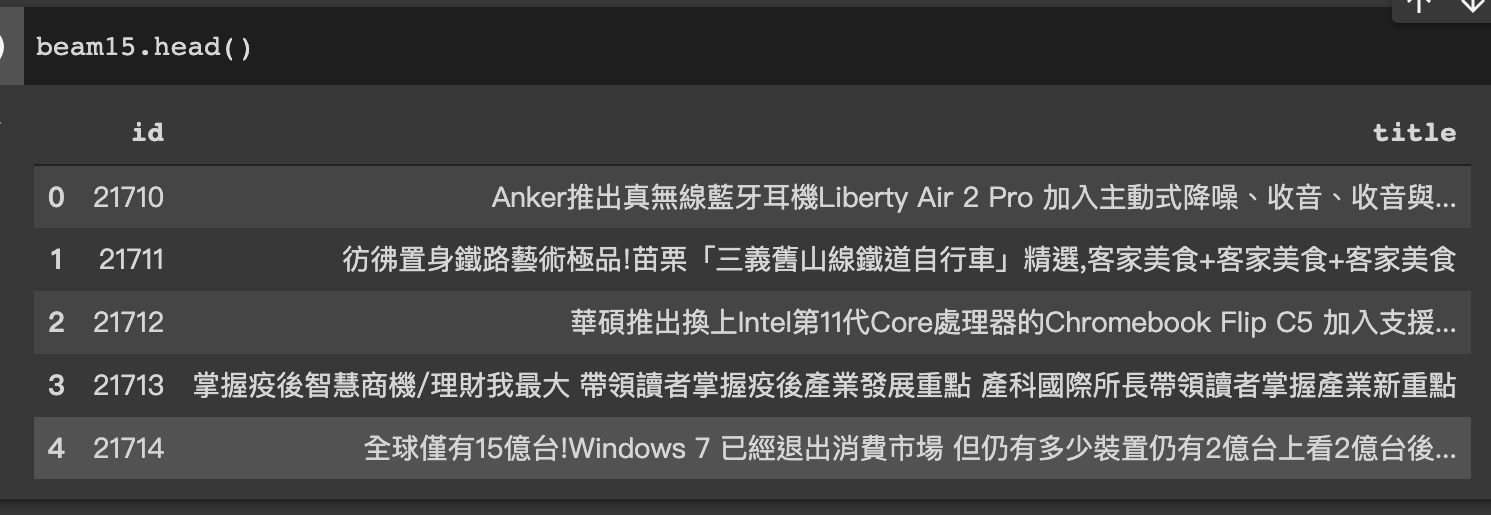 beam15.head()
id title
0 21710 Anker推出真無線藍牙耳機Liberty Air 2 Pro 加入主動式降噪、收音、收音與...
1 21711 彷彿置身鐵路藝術極品!苗栗「三義舊山線鐵道自行車」精選,客家美食+客家美食+客家美食
2 21712 華碩推出換上Intel第11代Core處理器的Chromebook Flip C5 加入支援...
3 21713 掌握疫後智慧商機/理財我最大 帶領讀者掌握疫後產業發展重點 產科國際所長帶領讀者掌握產業新重點
4 21714 全球僅有15億台!Windows 7 已經退出消費市場 但仍有多少裝置仍有2億台上看2億台後...